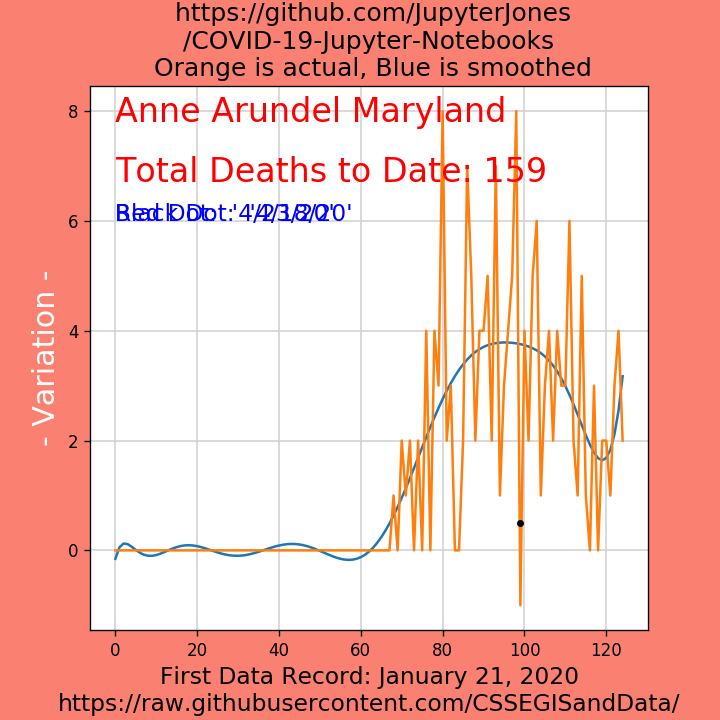 https://github.com/JupyterJones
/COVID-19-Jupyter-Notebooks
Orange is actual, Blue is smoothed
Anne Arundel Maryland
Total Deaths to Date: 159
- Variation -
8
6
4
2
0
0 20 40 60 80 100 120
First Data Record: January 21, 2020
https://raw.githubusercontent.com/CSSEGISandData/